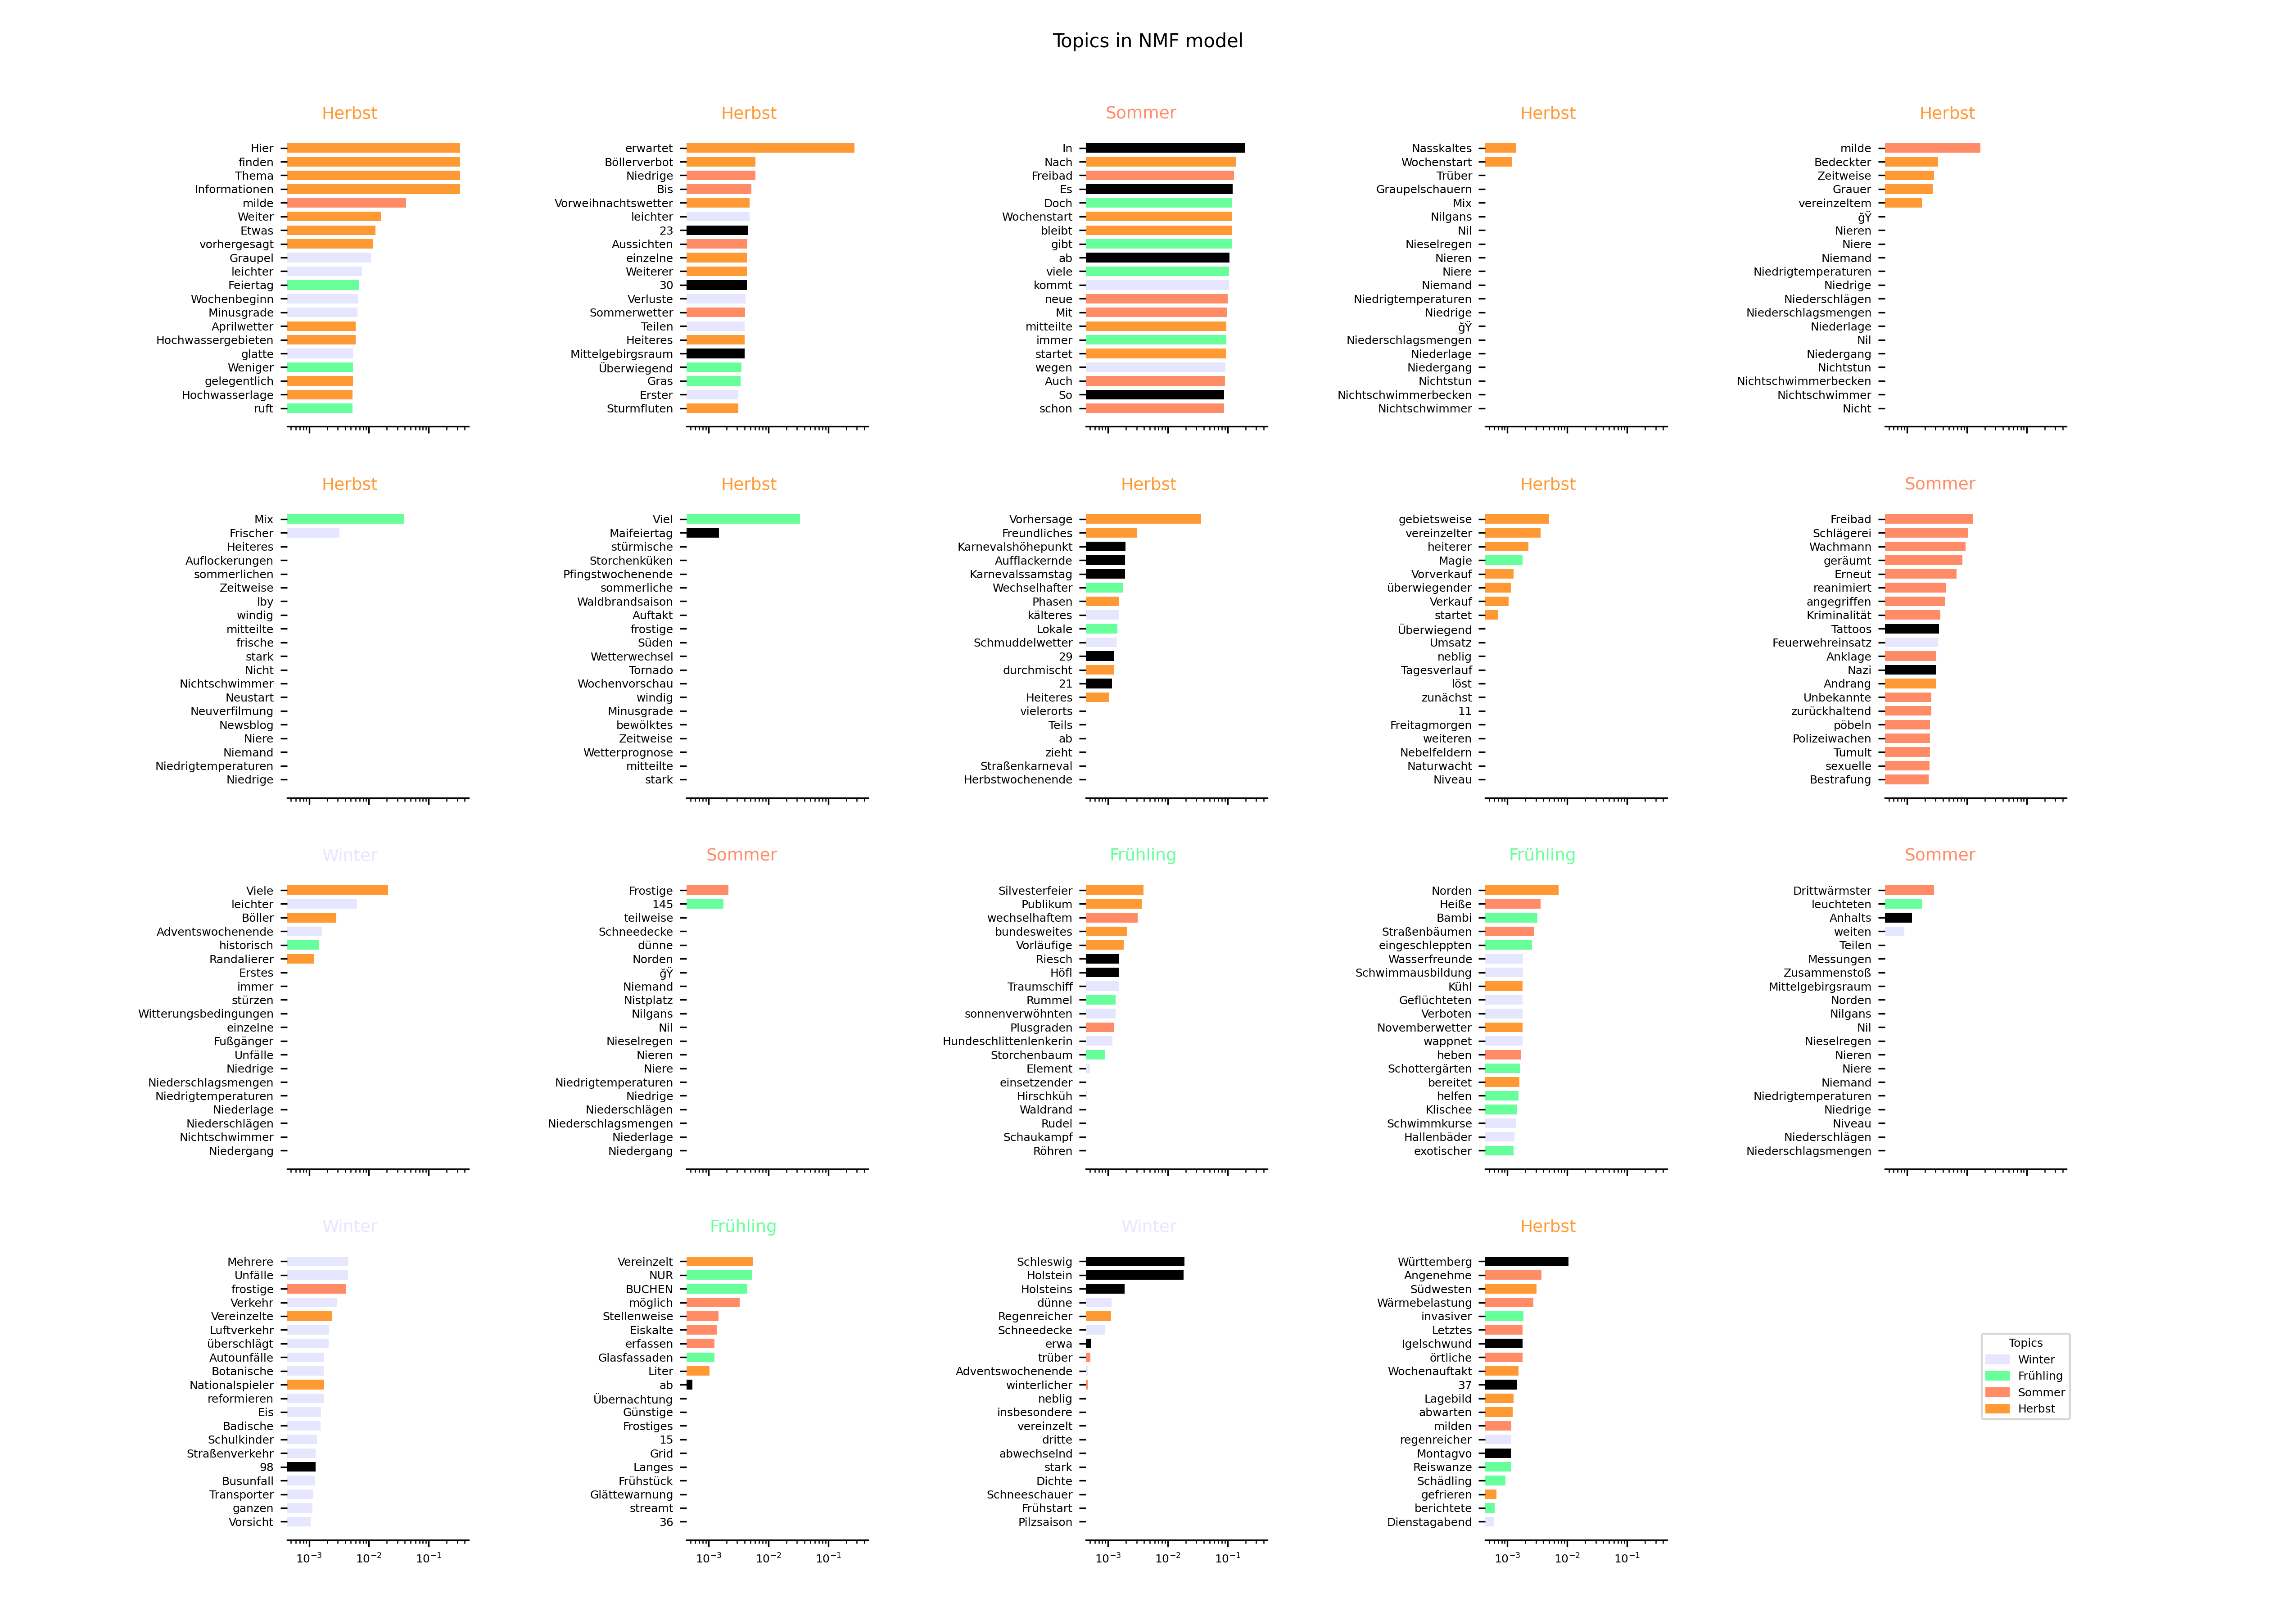 Topics in NMF model
Herbst
Hier
finden
Thema
Informationen
milde
Weiter
Etwas
vorhergesagt
Graupel
leichter
Feiertag
Wochenbeginn
Minusgrade
Aprilwetter
Hochwassergebieten
glatte
Weniger
gelegentlich
Hochwasserlage
ruft
Herbst
erwartet
Böllerverbot
Niedrige
Bis
Vorweihnachtswetter
leichter
23
Aussichten
einzelne
Weiterer
30
Verluste
Sommerwetter
Teilen
Heiteres
Mittelgebirgsraum
Überwiegend
Gras
Erster
Sturmfluten
Sommer
In
Nach
Freibad
Es
Doch
Wochenstart
bleibt
gibt
ab
viele
kommt
neue
Mit
mitteilte
immer
startet
wegen
Auch
So
schon
Herbst
Nasskaltes
Wochenstart
Trüber
Graupelschauern
Mix
Nilgans
Nil
Nieselregen
Nieren
Niere
Niemand
Niedrigtemperaturen
Niedrige
ğŸ
Niederschlagsmengen
Niederlage
Niedergang
Nichtstun
Nichtschwimmerbecken
Nichtschwimmer
Herbst
milde
Bedeckter
Zeitweise
Grauer
vereinzeltem
ğŸ
Nieren
Niere
Niemand
Niedrigtemperaturen
Niedrige
Niederschlägen
Niederschlagsmengen
Niederlage
Nil
Niedergang
Nichtstun
Nichtschwimmerbecken
Nichtschwimmer
Nicht
Herbst
Mix
Frischer
Heiteres
Auflockerungen
sommerlichen
Zeitweise
lby
windig
mitteilte
frische
stark
Nicht
Nichtschwimmer
Neustart
Neuverfilmung
Newsblog
Niere
Niemand
Niedrigtemperaturen
Niedrige
Herbst
Viel
Maifeiertag
stürmische
Storchenküken
Pfingstwochenende
sommerliche
Waldbrandsaison
Auftakt
frostige
Süden
Wetterwechsel
Tornado
Wochenvorschau
windig
Minusgrade
bewölktes
Zeitweise
Wetterprognose
mitteilte
stark
Herbst
Vorhersage
Freundliches
Karnevalshöhepunkt
Aufflackernde
Karnevalssamstag
Wechselhafter
Phasen
kälteres
Lokale
Schmuddelwetter
29
durchmischt
21
Heiteres
vielerorts
Teils
ab
zieht
Straßenkarneval
Herbstwochenende
Herbst
gebietsweise
vereinzelter
heiterer
Magie
Vorverkauf
überwiegender
Verkauf
startet
Überwiegend
Umsatz
neblig
Tagesverlauf
löst
zunächst
11
Freitagmorgen
weiteren
Nebelfeldern
Naturwacht
Niveau
Sommer
Freibad
Schlägerei
Wachmann
geräumt
Erneut
reanimiert
angegriffen
Kriminalität
Tattoos
Feuerwehreinsatz
Anklage
Nazi
Andrang
Unbekannte
zurückhaltend
pöbeln
Polizeiwachen
Tumult
sexuelle
Bestrafung
Winter
Viele
leichter
Böller
Adventswochenende
historisch
Randalierer
Erstes
immer
stürzen
Witterungsbedingungen
einzelne
Fußgänger
Unfälle
Niedrige
Niederschlagsmengen
Niedrigtemperaturen
Niederlage
Niederschlägen
Nichtschwimmer
Niedergang
Sommer
Frostige
145
teilweise
Schneedecke
dünne
Norden
ğŸ
Niemand
Nistplatz
Nilgans
Nil
Nieselregen
Nieren
Niere
Niedrigtemperaturen
Niedrige
Niederschlägen
Niederschlagsmengen
Niederlage
Niedergang
Frühling
Silvesterfeier
Publikum
wechselhaftem
bundesweites
Vorläufige
Riesch
Höfl
Traumschiff
Rummel
sonnenverwöhnten
Plusgraden
Hundeschlittenlenkerin
Storchenbaum
Element
einsetzender
Hirschküh
Waldrand
Rudel
Schaukampf
Röhren
Frühling
Norden
Heiße
Bambi
Straßenbäumen
eingeschleppten
Wasserfreunde
Schwimmausbildung
Kühl
Geflüchteten
Verboten
Novemberwetter
wappnet
heben
Schottergärten
bereitet
helfen
Klischee
Schwimmkurse
Hallenbäder
exotischer
Sommer
Drittwärmster
leuchteten
Anhalts
weiten
Teilen
Messungen
Zusammenstoß
Mittelgebirgsraum
Norden
Nilgans
Nil
Nieselregen
Nieren
Niere
Niemand
Niedrigtemperaturen
Niedrige
Niveau
Niederschlägen
Niederschlagsmengen
Winter
Mehrere
Unfälle
frostige
Verkehr
Vereinzelte
Luftverkehr
überschlägt
Autounfälle
Botanische
Nationalspieler
reformieren
Eis
Badische
Schulkinder
Straßenverkehr
98
Busunfall
Transporter
ganzen
Vorsicht
10⁻³ 10⁻² 10⁻¹
Frühling
Vereinzelt
NUR
BUCHEN
möglich
Stellenweise
Eiskalte
erfassen
Glasfassaden
Liter
ab
Übernachtung
Günstige
Frostiges
15
Grid
Langes
Frühstück
Glättewarnung
streamt
36
10⁻³ 10⁻² 10⁻¹
Winter
Schleswig
Holstein
Holsteins
dünne
Regenreicher
Schneedecke
erwa
trüber
Adventswochenende
winterlicher
neblig
insbesondere
vereinzelt
dritte
abwechselnd
stark
Dichte
Schneeschauer
Frühstart
Pilzsaison
10⁻³ 10⁻² 10⁻¹
Herbst
Württemberg
Angenehme
Südwesten
Wärmebelastung
invasiver
Letztes
Igelschwund
örtliche
Wochenauftakt
37
Lagebild
abwarten
milden
regenreicher
Montagvo
Reiswanze
Schädling
gefrieren
berichtete
Dienstagabend
10⁻³ 10⁻² 10⁻¹
Topics
Winter
Frühling
Sommer
Herbst